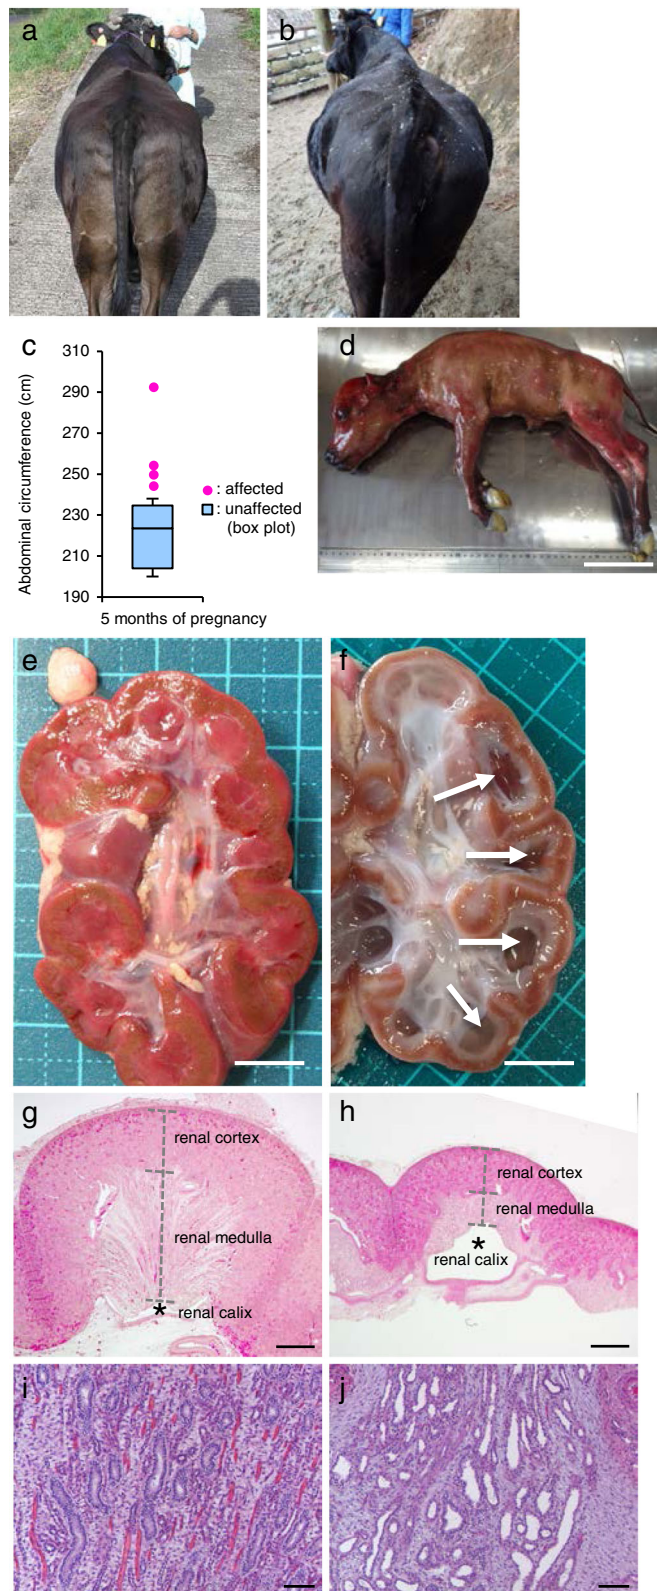 a
b
c
310
290
270
250
230
210
190
Abdominal circumference (cm)
: affected
: unaffected
(box plot)
5 months of pregnancy
d
e
f
g
renal cortex
renal medulla
* renal calix
h
renal cortex
renal medulla
*
renal calix
i
j